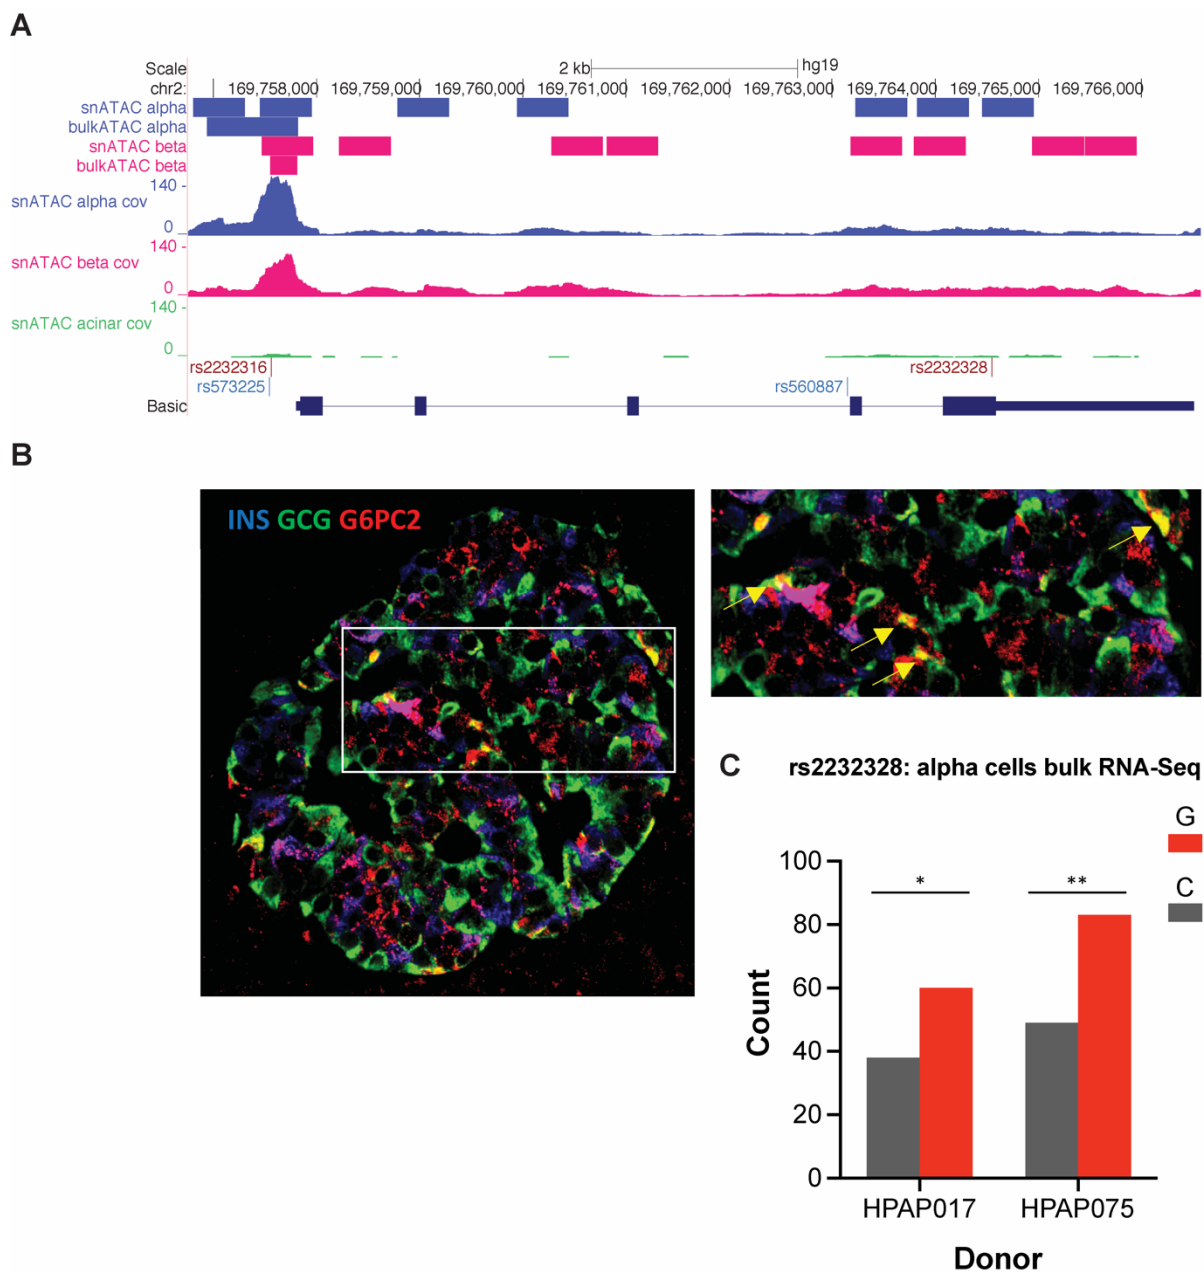 A
Scale 2 kb hg19
chr2: 169,758,000 169,759,000 169,760,000 169,761,000 169,762,000 169,763,000 169,764,000 169,765,000 169,766,000
snATAC alpha
bulkATAC alpha
snATAC beta
bulkATAC beta
140 -
snATAC alpha cov
0 _
140 -
snATAC beta cov
0 _
140 -
snATAC acinar cov
0 _
rs2232316 rs2232328
rs573225 rs560887
Basic
B
INS GCG G6PC2
C rs2232328: alpha cells bulk RNA-Seq
G
C
* **
100
80
60
40
20
0
Count
HPAP017 HPAP075
Donor